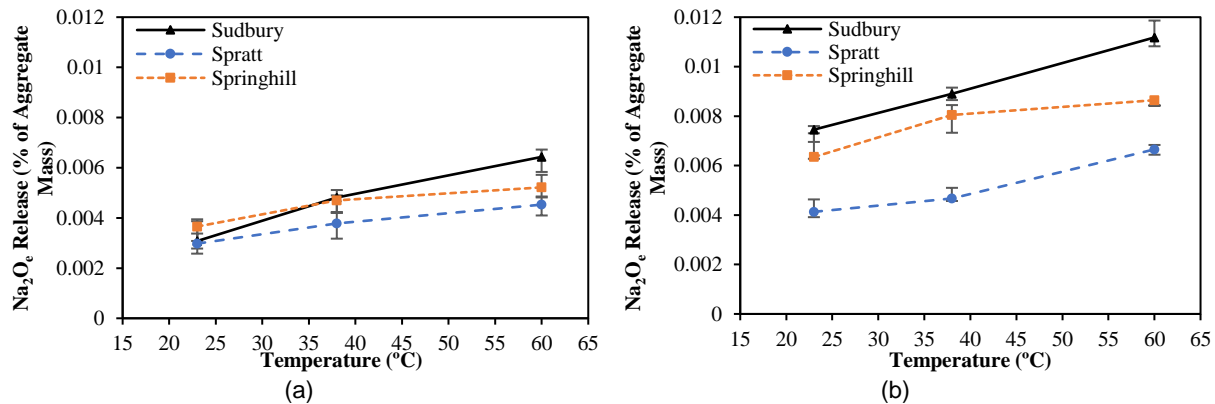 Na₂Oₑ Release (% of Aggregate
Mass)
0.012
0.01
0.008
0.006
0.004
0.002
0
Sudbury
Spratt
Springhill
15 20 25 30 35 40 45 50 55 60 65
Temperature (ºC)
(a)
Na₂Oₑ Release (% of Aggregate
Mass)
0.012
0.01
0.008
0.006
0.004
0.002
0
Sudbury
Spratt
Springhill
15 20 25 30 35 40 45 50 55 60 65
Temperature (ºC)
(b)